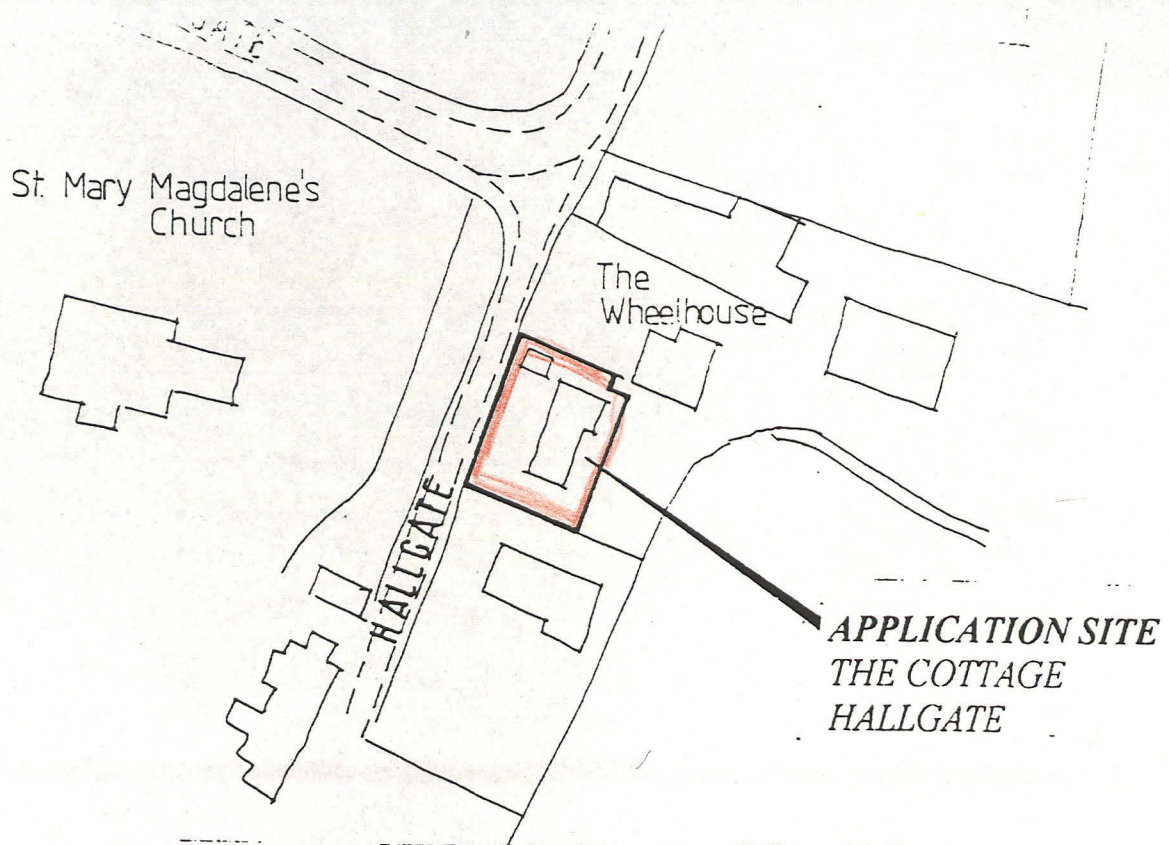 St. Mary Magdalene's
Church
The
Wheelhouse
HALLGATE
APPLICATION SITE
THE COTTAGE
HALLGATE